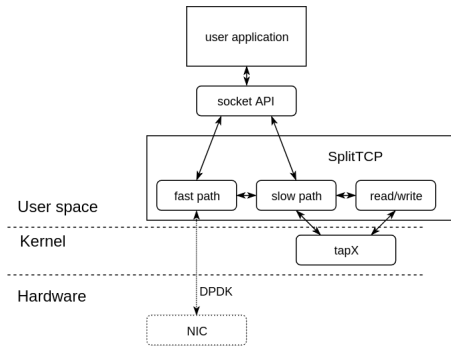 user application
socket API
SplitTCP
fast path
slow path
read/write
User space
Kernel
tapX
DPDK
Hardware
NIC